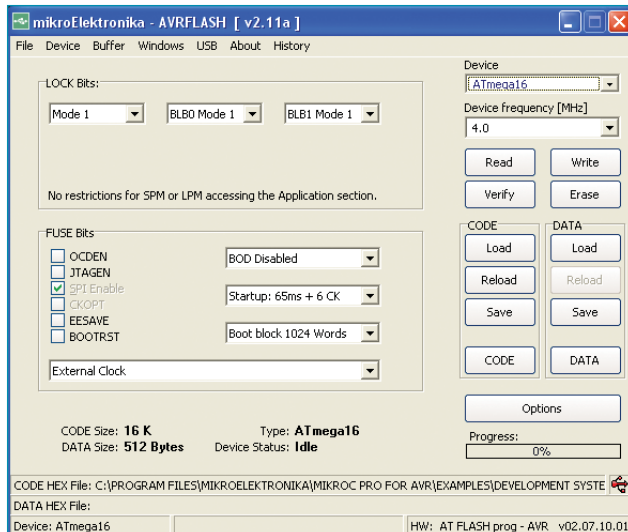 mikroElektronika - AVRFLASH [ v2.11a ]
File Device Buffer Windows USB About History
LOCK Bits:
Mode 1 BLB0 Mode 1 BLB1 Mode 1
No restrictions for SPM or LPM accessing the Application section.
FUSE Bits
OCDEN
JTAGEN
SPI Enable
CKOPT
EESAVE
BOOTRST
BOD Disabled
Startup: 65ms + 6 CK
Boot block 1024 Words
External Clock
CODE Size: 16 K Type: ATmega16
DATA Size: 512 Bytes Device Status: Idle
Device
ATmega16
Device frequency [MHz]
4.0
Read Write
Verify Erase
CODE DATA
Load Load
Reload Reload
Save Save
CODE DATA
Options
Progress:
0%
CODE HEX File: C:\PROGRAM FILES\MIKROELEKTRONIKA\MIKROC PRO FOR AVR\EXAMPLES\DEVELOPMENT SYSTE
DATA HEX File:
Device: ATmega16 HW: AT FLASH prog - AVR v02.07.10.01